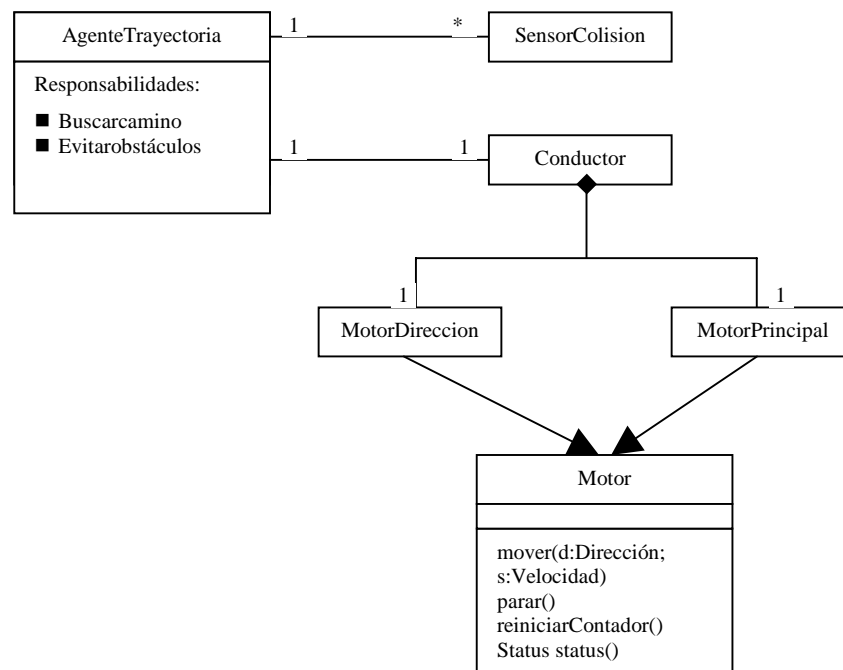 AgenteTrayectoria
1
*
SensorColision
Responsabilidades:
Buscarcamino
Evitarobstáculos
1
1
Conductor
1
1
MotorDireccion
MotorPrincipal
Motor
mover(d:Dirección;
s:Velocidad)
parar()
reiniciarContador()
Status status()